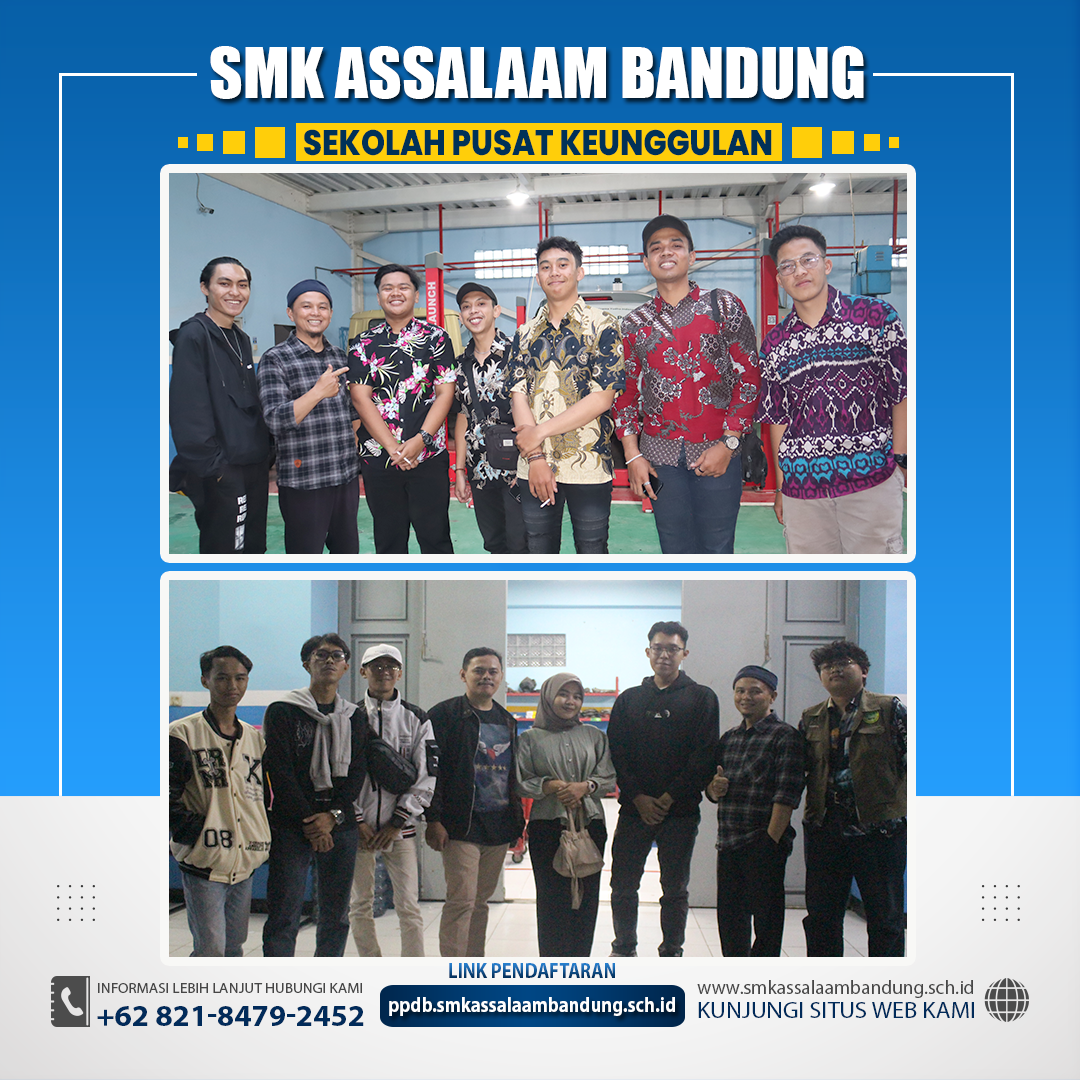 SMK ASSALAAM BANDUNG
SEKOLAH PUSAT KEUNGGULAN
LAUNCH
08
LINK PENDAFTARAN
INFORMASI LEBIH LANJUT HUBUNGI KAMI
+62 821-8479-2452
ppdb.smkassalaambandung.sch.id
www.smkassalaambandung.sch.id
KUNJUNGI SITUS WEB KAMI